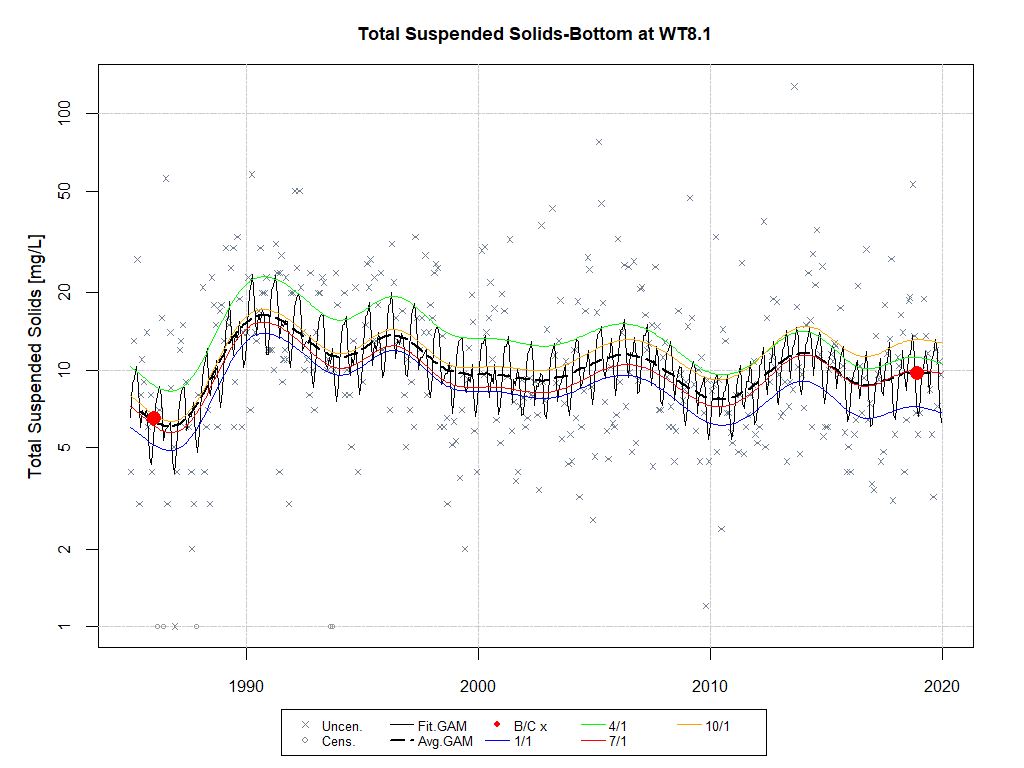 Total Suspended Solids-Bottom at WT8.1
Total Suspended Solids [mg/L]
100
50
20
10
5
2
1
1990 2000 2010 2020
Uncen. Fit.GAM B/C x 4/1 10/1
Cens. Avg.GAM 1/1 7/1